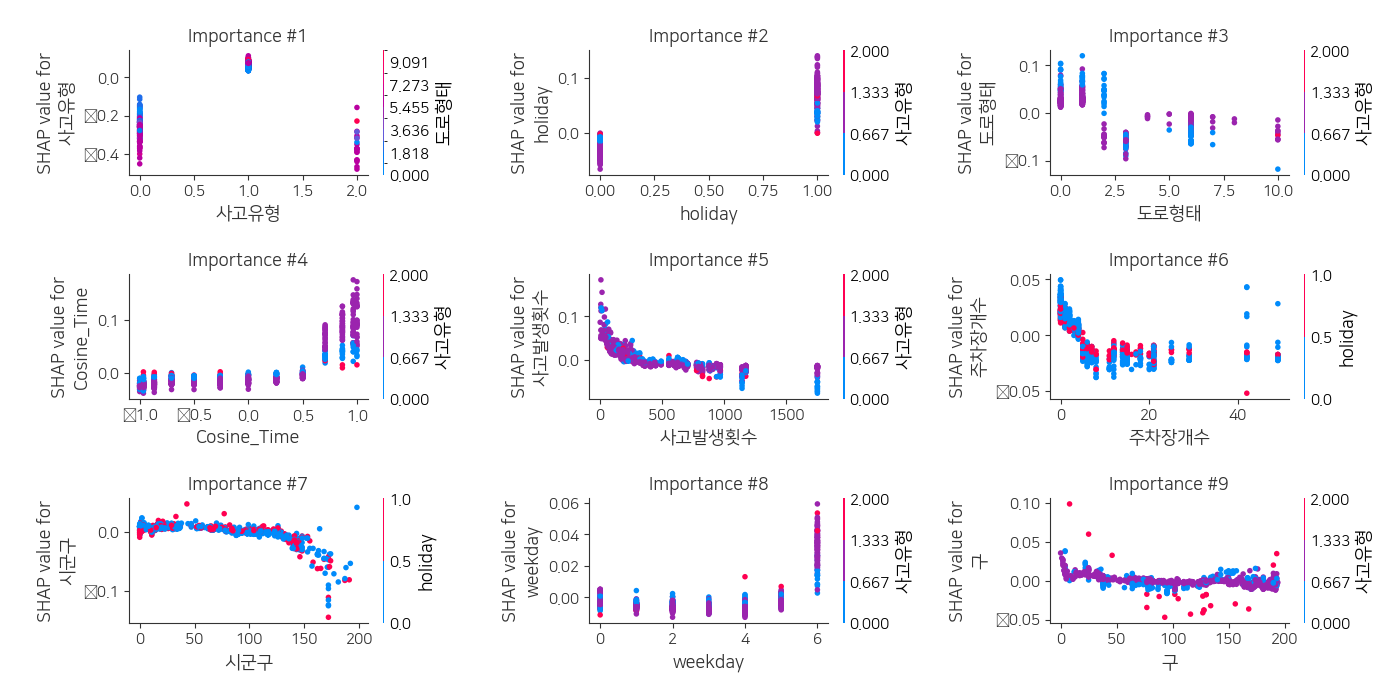 Importance #1
SHAP value for
사고유형
0.0
0.2
0.4
0.0
0.5
1.0
1.5
2.0
사고유형
9.091
7.273
5.455
3.636
1.818
0.000
도로형태
Importance #2
SHAP value for
holiday
0.1
0.0
0.00
0.25
0.50
0.75
1.00
holiday
2.000
1.333
0.667
0.000
사고유형
Importance #3
SHAP value for
도로형태
0.1
0.0
0.1
0.0
2.5
5.0
7.5
10.0
도로형태
2.000
1.333
0.667
0.000
사고유형
Importance #4
SHAP value for
Cosine_Time
0.1
0.0
1.0
0.5
0.0
0.5
1.0
Cosine_Time
2.000
1.333
0.667
0.000
사고유형
Importance #5
SHAP value for
사고발생횟수
0.1
0.0
0
500
1000
1500
사고발생횟수
2.000
1.333
0.667
0.000
사고유형
Importance #6
SHAP value for
주차장개수
0.05
0.00
0.05
0
20
40
주차장개수
1.0
0.5
0.0
holiday
Importance #7
SHAP value for
시군구
0.0
0.1
0
50
100
150
200
시군구
1.0
0.5
0.0
holiday
Importance #8
SHAP value for
weekday
0.06
0.04
0.02
0.00
0
2
4
6
weekday
2.000
1.333
0.667
0.000
사고유형
Importance #9
SHAP value for
구
0.10
0.05
0.00
0.05
0
50
100
150
200
구
2.000
1.333
0.667
0.000
사고유형